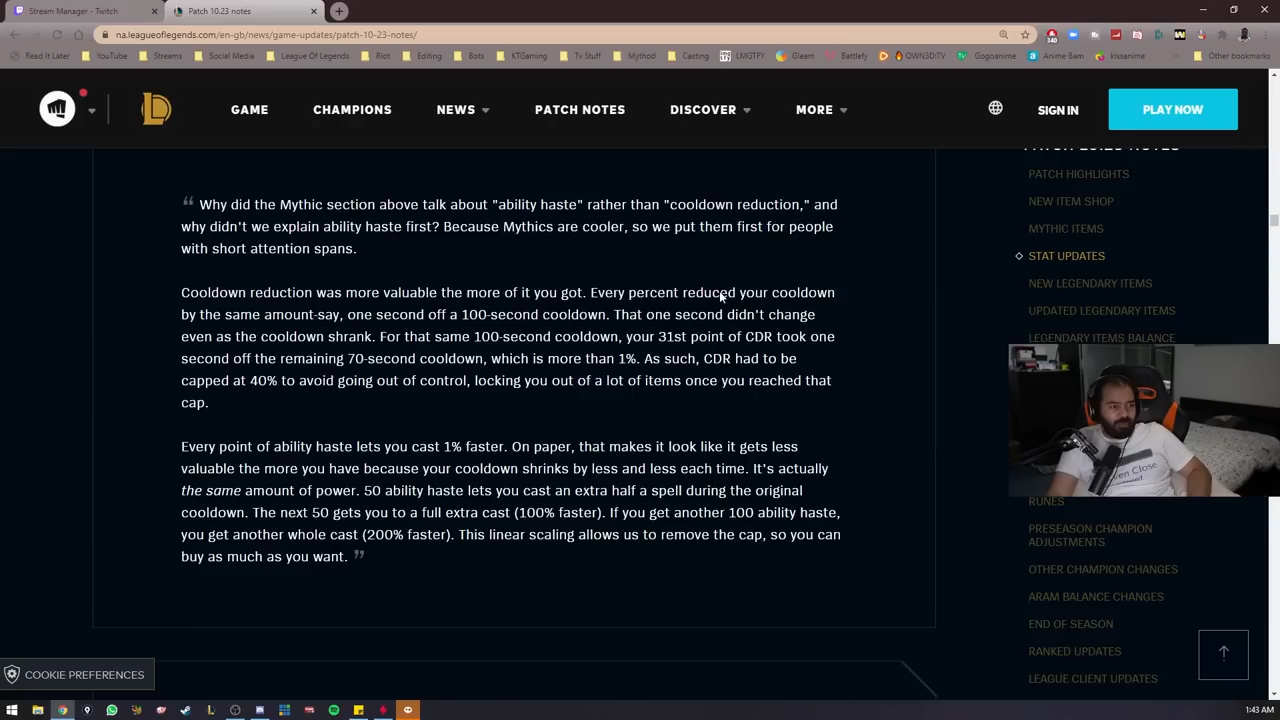 Stream Manager - Twitch
Patch 10.23 notes
na.leagueoflegends.com/en-gb/news/game-updates/patch-10-23-notes/
340
Read It Later YouTube Streams Social Media League Of Legends Riot Editing Bots KTGaming Tv Stuff Mythod Casting LMGTFY Gleam Battlefy OWN3D.TV Gogoanime Anime Bam kissanime Other bookmarks
GAME CHAMPIONS NEWS PATCH NOTES DISCOVER MORE SIGN IN PLAY NOW
PATCH 10.23 NOTES
PATCH HIGHLIGHTS
NEW ITEM SHOP
MYTHIC ITEMS
STAT UPDATES
NEW LEGENDARY ITEMS
UPDATED LEGENDARY ITEMS
LEGENDARY ITEMS BALANCE
“ Why did the Mythic section above talk about "ability haste" rather than "cooldown reduction," and
why didn't we explain ability haste first? Because Mythics are cooler, so we put them first for people
with short attention spans.
Cooldown reduction was more valuable the more of it you got. Every percent reduced your cooldown
by the same amount-say, one second off a 100-second cooldown. That one second didn't change
even as the cooldown shrank. For that same 100-second cooldown, your 31st point of CDR took one
second off the remaining 70-second cooldown, which is more than 1%. As such, CDR had to be
capped at 40% to avoid going out of control, locking you out of a lot of items once you reached that
cap.
Every point of ability haste lets you cast 1% faster. On paper, that makes it look like it gets less
valuable the more you have because your cooldown shrinks by less and less each time. It's actually
the same amount of power. 50 ability haste lets you cast an extra half a spell during the original
cooldown. The next 50 gets you to a full extra cast (100% faster). If you get another 100 ability haste,
you get another whole cast (200% faster). This linear scaling allows us to remove the cap, so you can
buy as much as you want. ”
RUNES
PRESEASON CHAMPION
ADJUSTMENTS
OTHER CHAMPION CHANGES
ARAM BALANCE CHANGES
END OF SEASON
RANKED UPDATES
LEAGUE CLIENT UPDATES
COOKIE PREFERENCES
1:43 AM